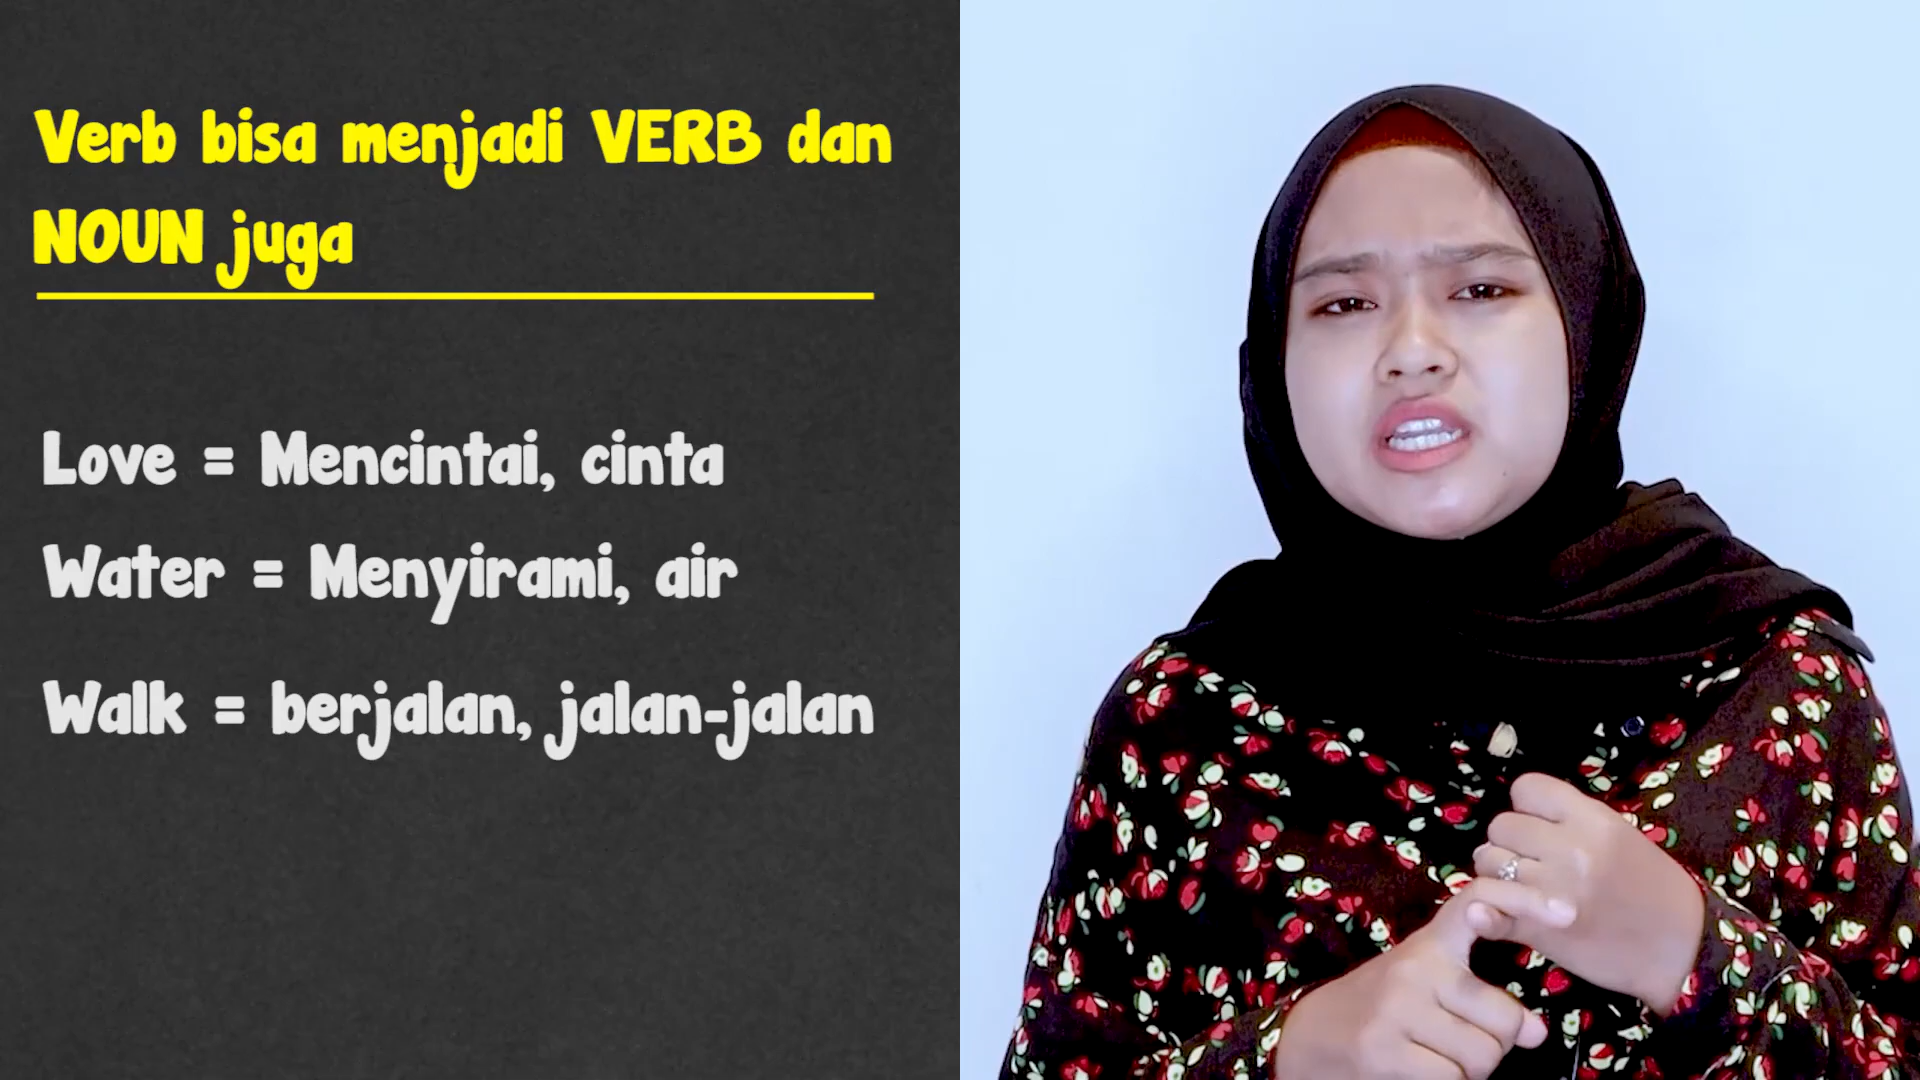 Verb bisa menjadi VERB dan
NOUN juga
Love = Mencintai, cinta
Water = Menyirami, air
Walk = berjalan, jalan-jalan